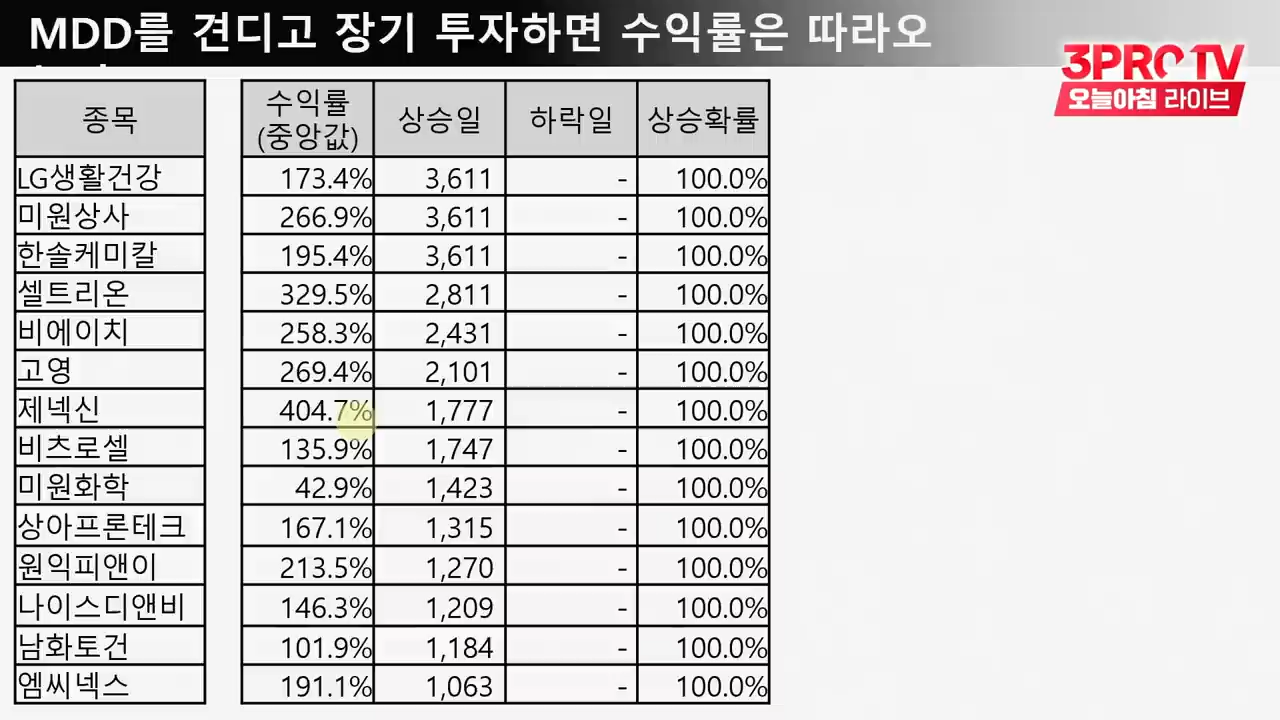 MDD를 견디고 장기 투자하면 수익률은 따라오
3PRO TV
오늘아침 라이브
종목 수익률 (중앙값) 상승일 하락일 상승확률
LG생활건강 173.4% 3,611 - 100.0%
미원상사 266.9% 3,611 - 100.0%
한솔케미칼 195.4% 3,611 - 100.0%
셀트리온 329.5% 2,811 - 100.0%
비에이치 258.3% 2,431 - 100.0%
고영 269.4% 2,101 - 100.0%
제넥신 404.7% 1,777 - 100.0%
비츠로셀 135.9% 1,747 - 100.0%
미원화학 42.9% 1,423 - 100.0%
상아프론테크 167.1% 1,315 - 100.0%
원익피앤이 213.5% 1,270 - 100.0%
나이스디앤비 146.3% 1,209 - 100.0%
남화토건 101.9% 1,184 - 100.0%
엠씨넥스 191.1% 1,063 - 100.0%